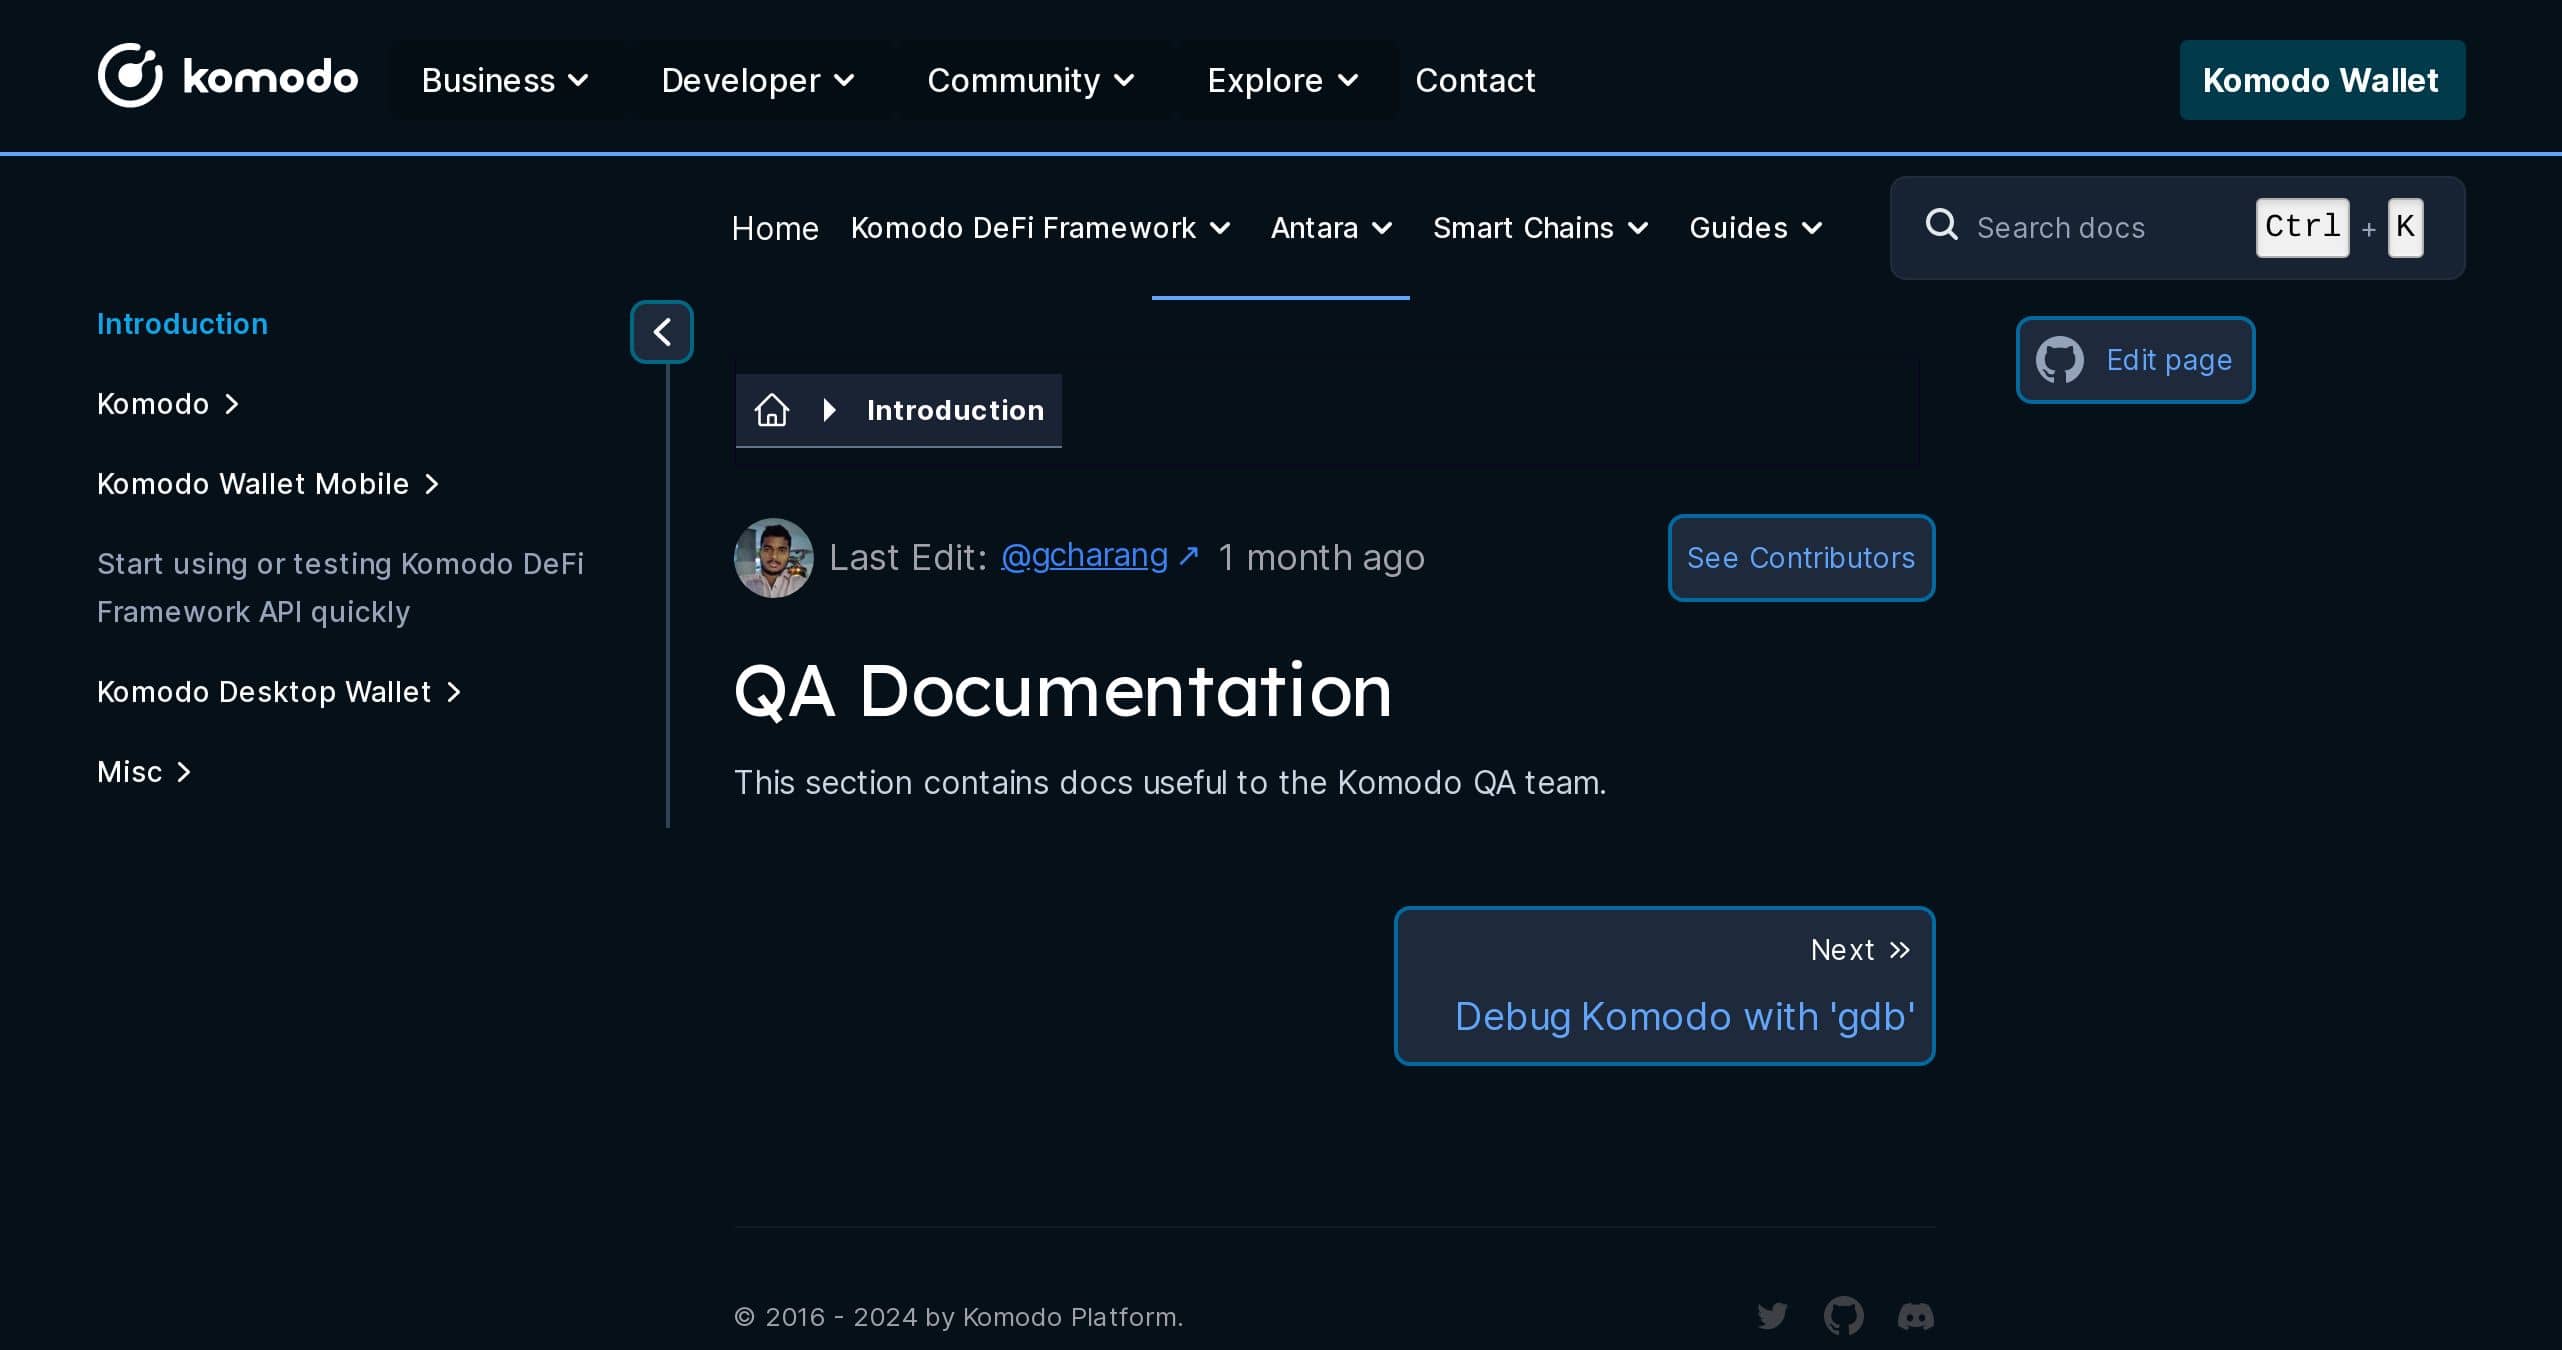 komodo Business Developer Community Explore Contact Komodo Wallet
Home Komodo DeFi Framework Antara Smart Chains Guides Search docs Ctrl + K
Introduction
Komodo
Komodo Wallet Mobile
Start using or testing Komodo DeFi
Framework API quickly
Komodo Desktop Wallet
Misc
Edit page
Introduction
Last Edit: @gcharang ↗ 1 month ago
See Contributors
QA Documentation
This section contains docs useful to the Komodo QA team.
Next
Debug Komodo with 'gdb'
© 2016 - 2024 by Komodo Platform.